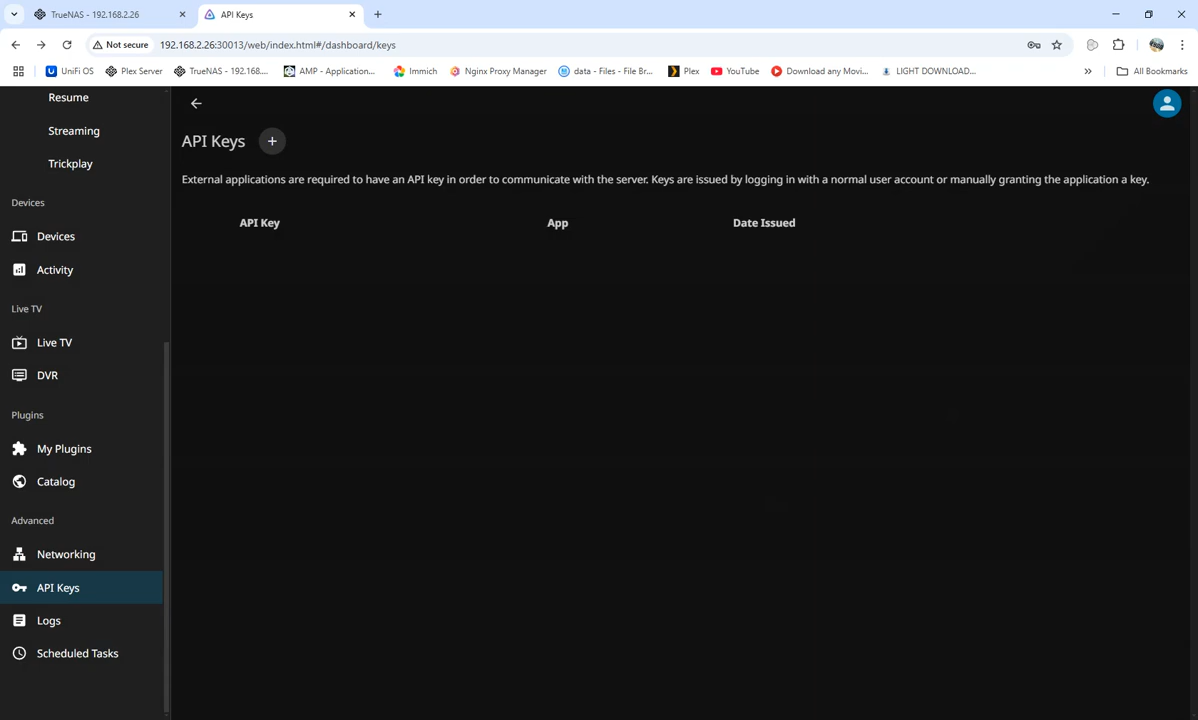 TrueNAS - 192.168.2.26
API Keys
Not secure
192.168.2.26:30013/web/index.html#/dashboard/keys
UniFi OS
Plex Server
TrueNAS - 192.168....
AMP - Application...
Immich
Nginx Proxy Manager
data - Files - File Br...
Plex
YouTube
Download any Movi...
LIGHT DOWNLOAD...
All Bookmarks
Resume
Streaming
Trickplay
Devices
Devices
Activity
Live TV
Live TV
DVR
Plugins
My Plugins
Catalog
Advanced
Networking
API Keys
Logs
Scheduled Tasks
API Keys
External applications are required to have an API key in order to communicate with the server. Keys are issued by logging in with a normal user account or manually granting the application a key.
API Key App Date Issued